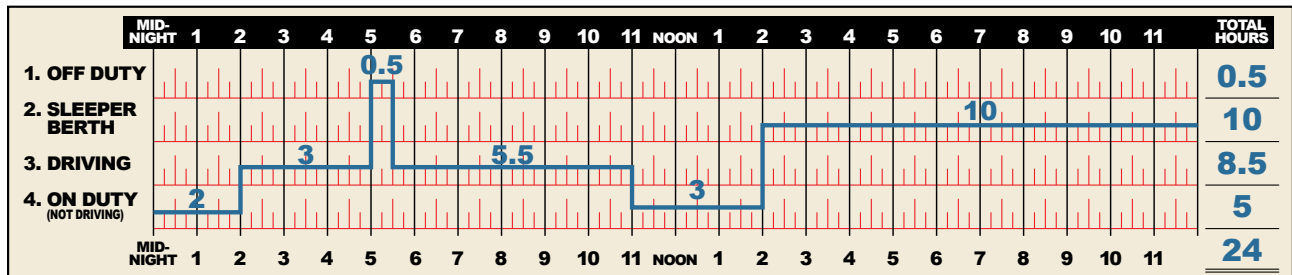 MID-NIGHT 1 2 3 4 5 6 7 8 9 10 11 NOON 1 2 3 4 5 6 7 8 9 10 11 TOTAL HOURS
1. OFF DUTY 0.5 0.5
2. SLEEPER BERTH 10 10
3. DRIVING 3 5.5 8.5
4. ON DUTY (NOT DRIVING) 2 3 5
MID-NIGHT 1 2 3 4 5 6 7 8 9 10 11 NOON 1 2 3 4 5 6 7 8 9 10 11 24